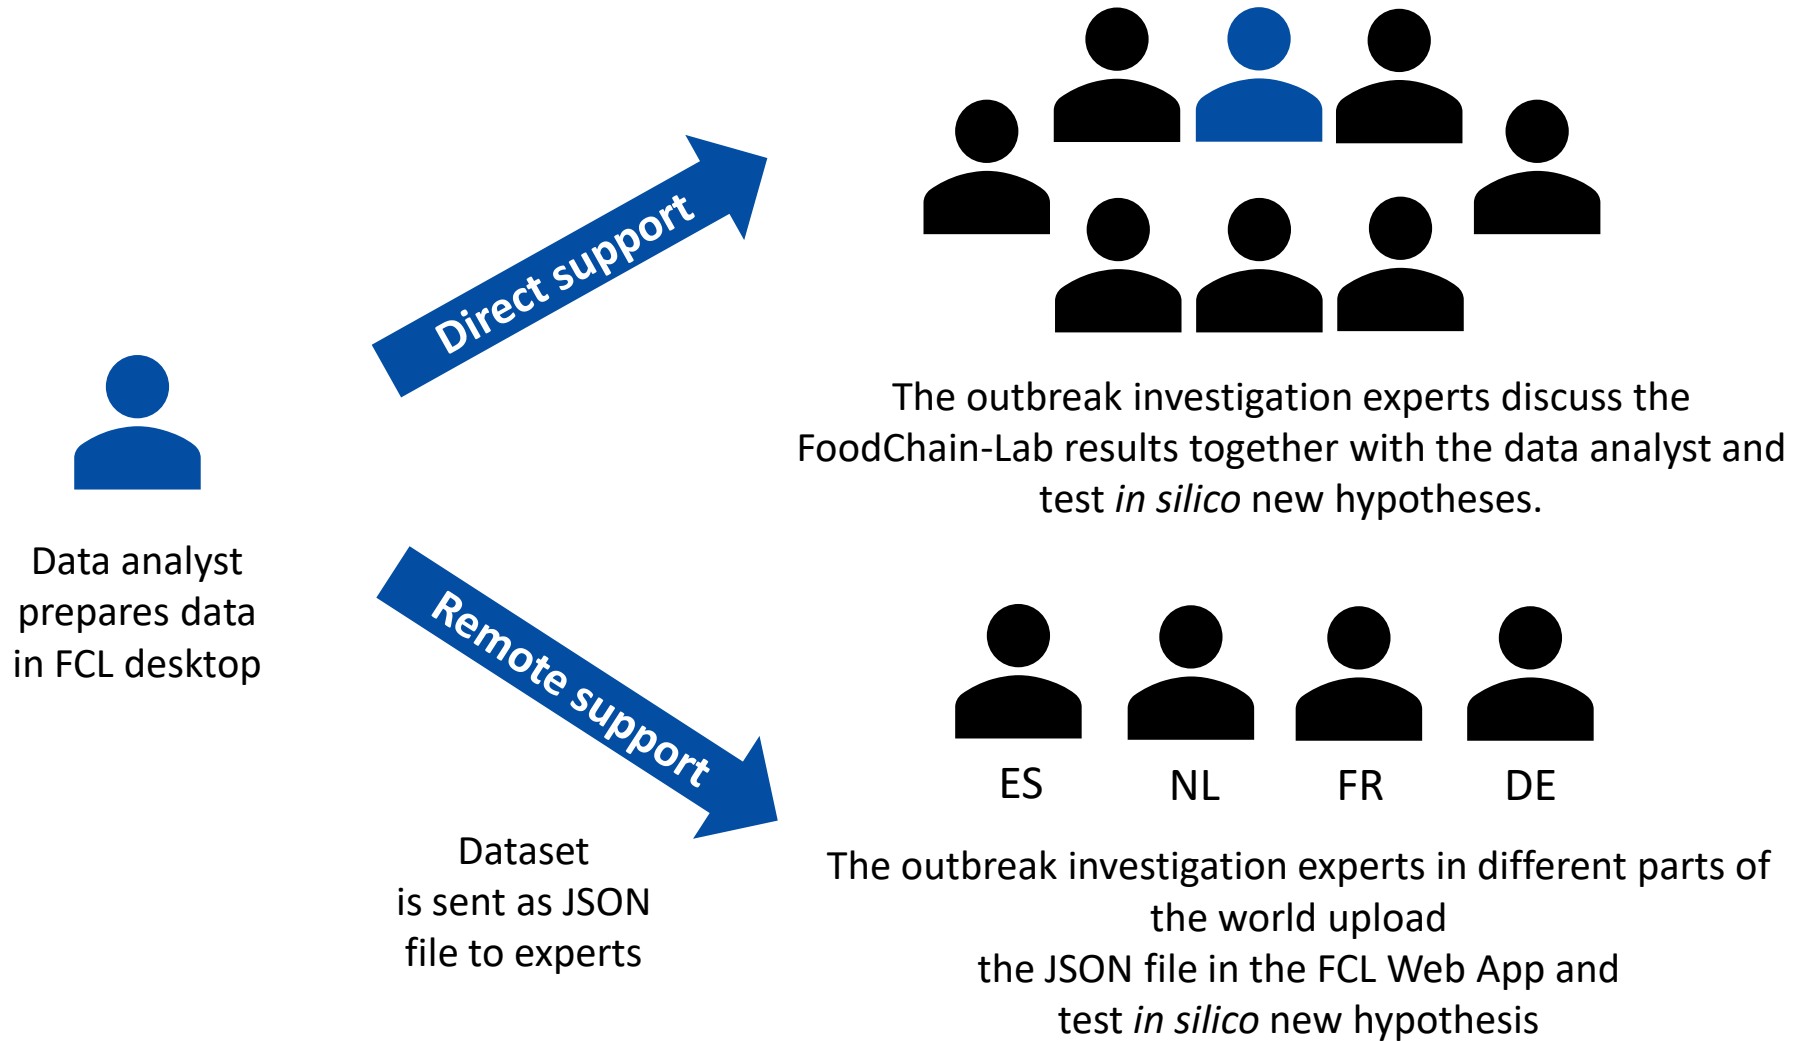 Direct support
The outbreak investigation experts discuss the
FoodChain-Lab results together with the data analyst and
test in silico new hypotheses.
Data analyst
prepares data
in FCL desktop
Remote support
Dataset
is sent as JSON
file to experts
ES
NL
FR
DE
The outbreak investigation experts in different parts of
the world upload
the JSON file in the FCL Web App and
test in silico new hypothesis